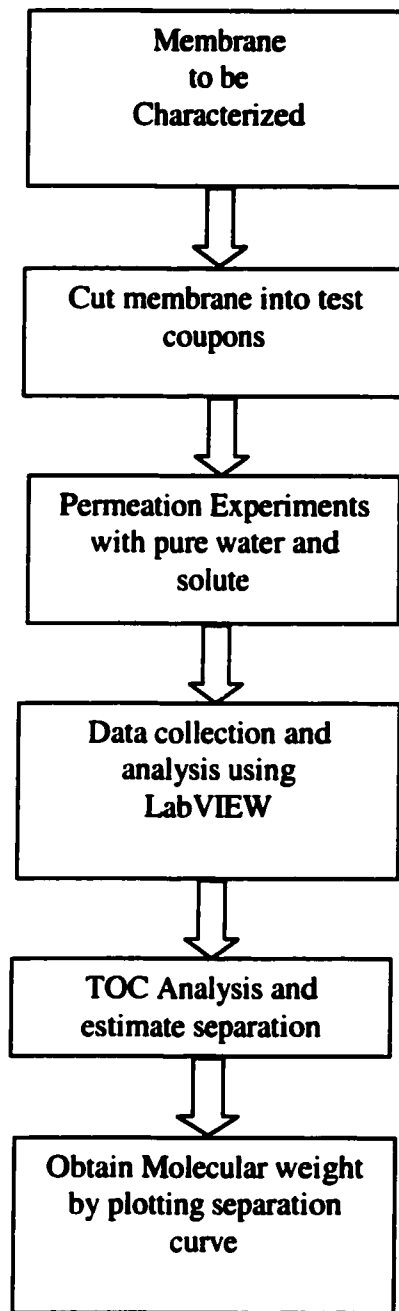 Membrane
to be
Characterized
Cut membrane into test
coupons
Permeation Experiments
with pure water and
solute
Data collection and
analysis using
LabVIEW
TOC Analysis and
estimate separation
Obtain Molecular weight
by plotting separation
curve